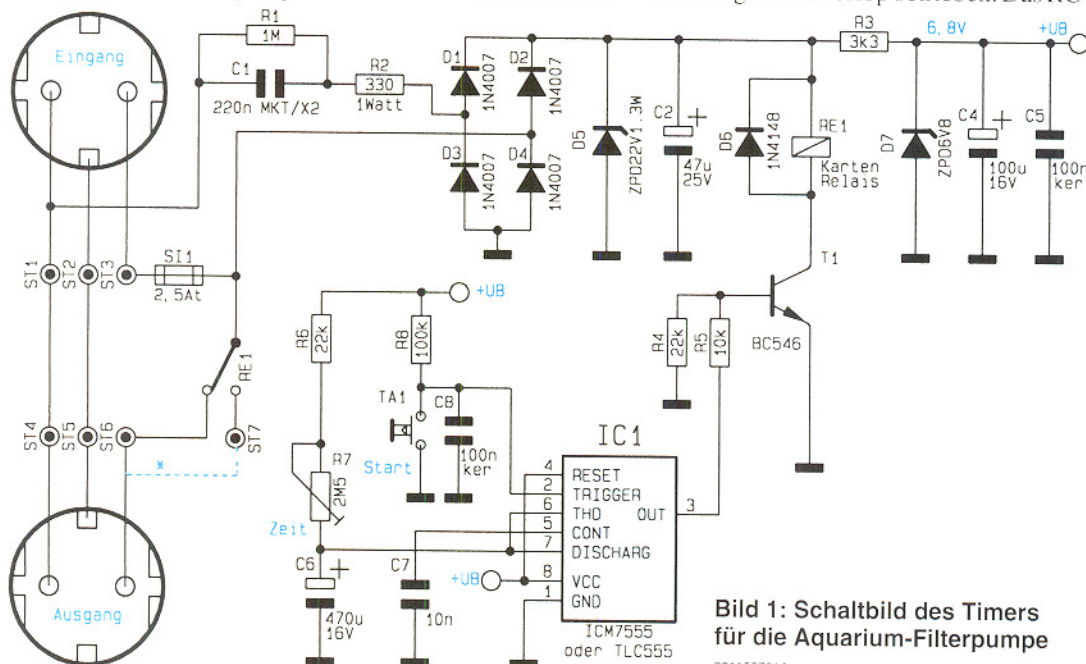 betrieben. Das RC
R1
1M
Eingang
C1
220n MKT/X2
R2
330
1Watt
D1
1N4007
D2
1N4007
D3
1N4007
D4
1N4007
D5
ZPD22V1.3W
C2
+
47u
25V
D6
1N4148
RE1
Karten
Relais
R3
3k3
6,8V
+UB
D7
ZPD6V8
C4
+
100u
16V
C5
100n
ker
T1
BC546
ST1
ST2
ST3
SI1
2,5At
RE1
ST4
ST5
ST6
ST7
*
Ausgang
+UB
R6
22k
R8
100k
TA1
Start
C8
100n
ker
R7
2M5
Zeit
C6
+
470u
16V
C7
10n
+UB
R4
22k
R5
10k
IC1
4 RESET
2 TRIGGER
6 THD OUT 3
5 CONT
7 DISCHARG
8 VCC
1 GND
ICM7555
oder TLC555
Bild 1: Schaltbild des Timers
für die Aquarium-Filterpumpe